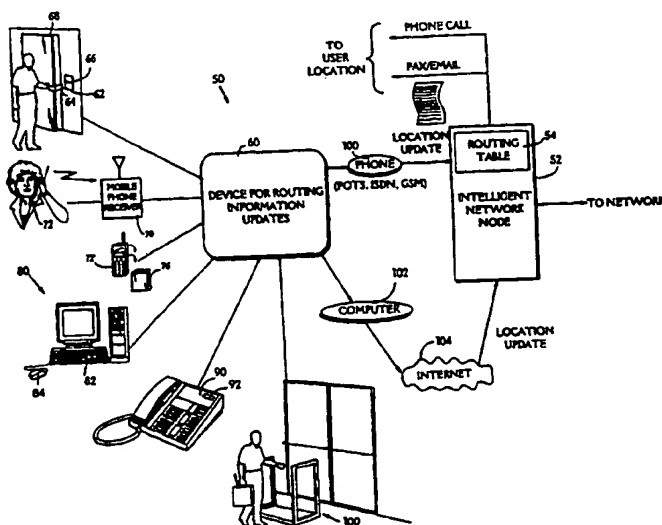 68
66
62
64
TO
USER
LOCATION
PHONE CALL
FAX/EMAIL
50
LOCATION
UPDATE
60
100
PHONE
(POTS, ISDN, GSM)
ROUTING
TABLE
54
52
INTELLIGENT
NETWORK
NODE
TO NETWORK
DEVICE FOR ROUTING
INFORMATION
UPDATES
72
MOBILE
PHONE
RECEIVER
70
76
80
82
84
90
92
102
COMPUTER
104
INTERNET
LOCATION
UPDATE
100